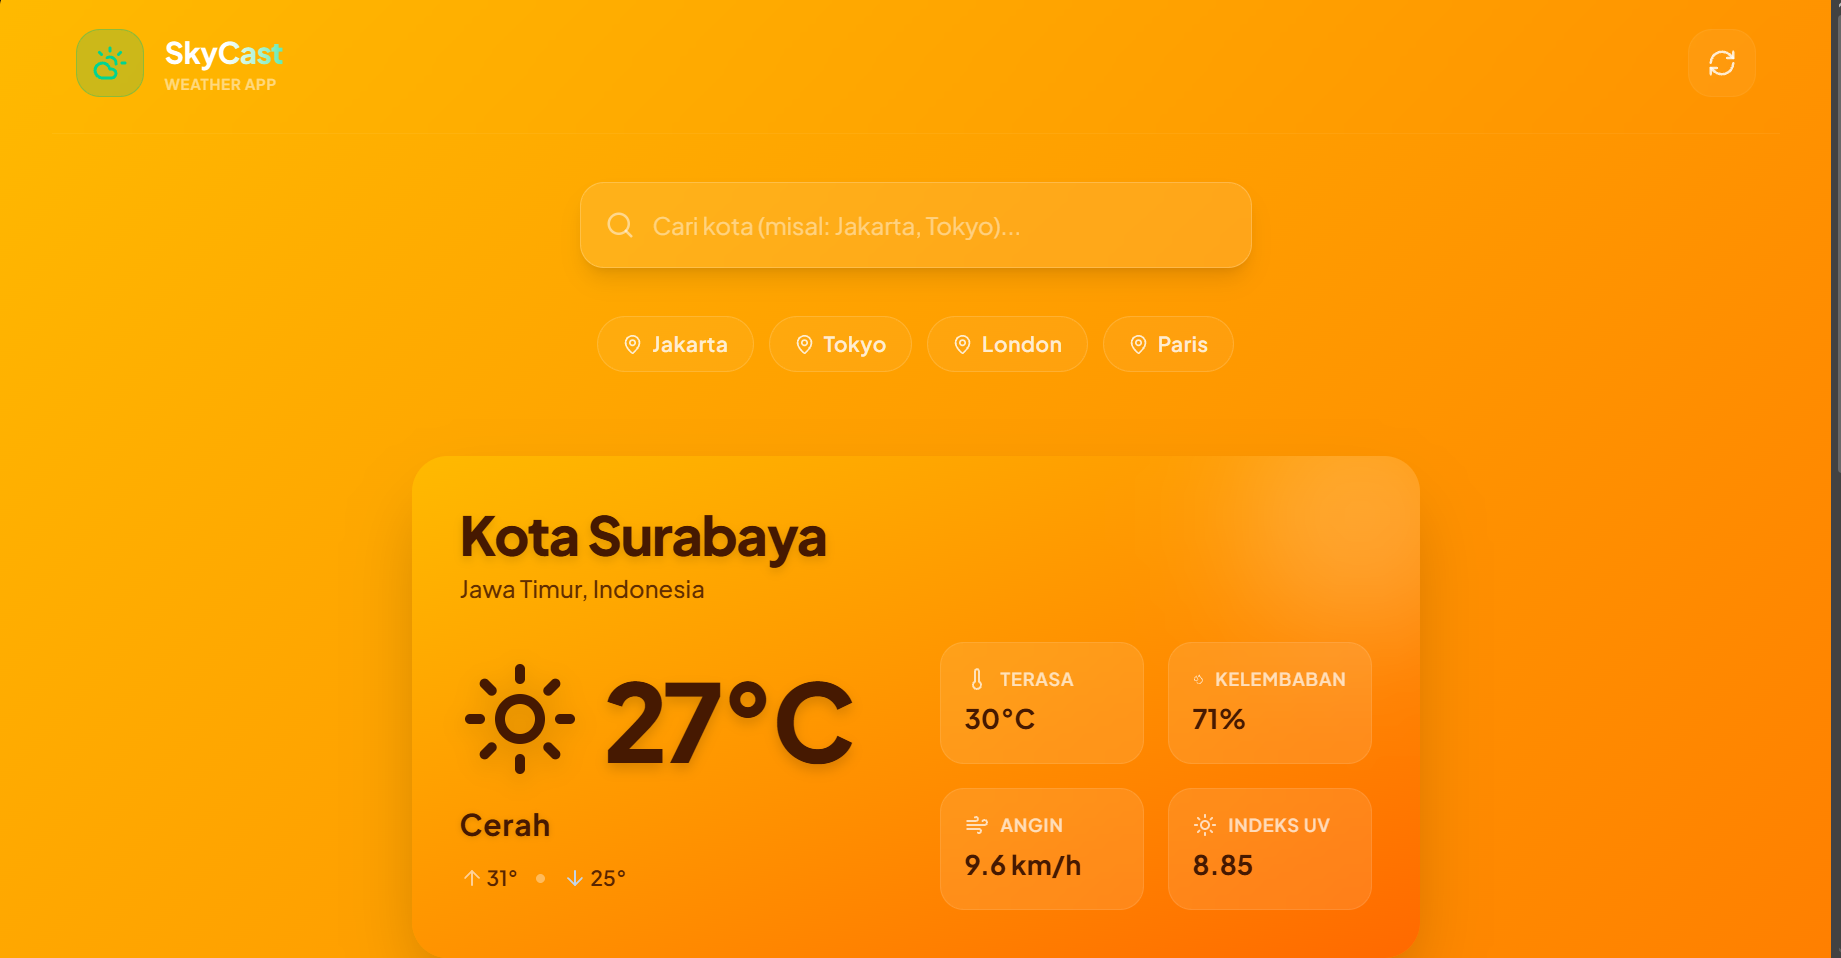 SkyCast
WEATHER APP
Cari kota (misal: Jakarta, Tokyo)...
Jakarta
Tokyo
London
Paris
Kota Surabaya
Jawa Timur, Indonesia
27°C
Cerah
31°
25°
TERASA
30°C
KELEMBABAN
71%
ANGIN
9.6 km/h
INDEKS UV
8.85